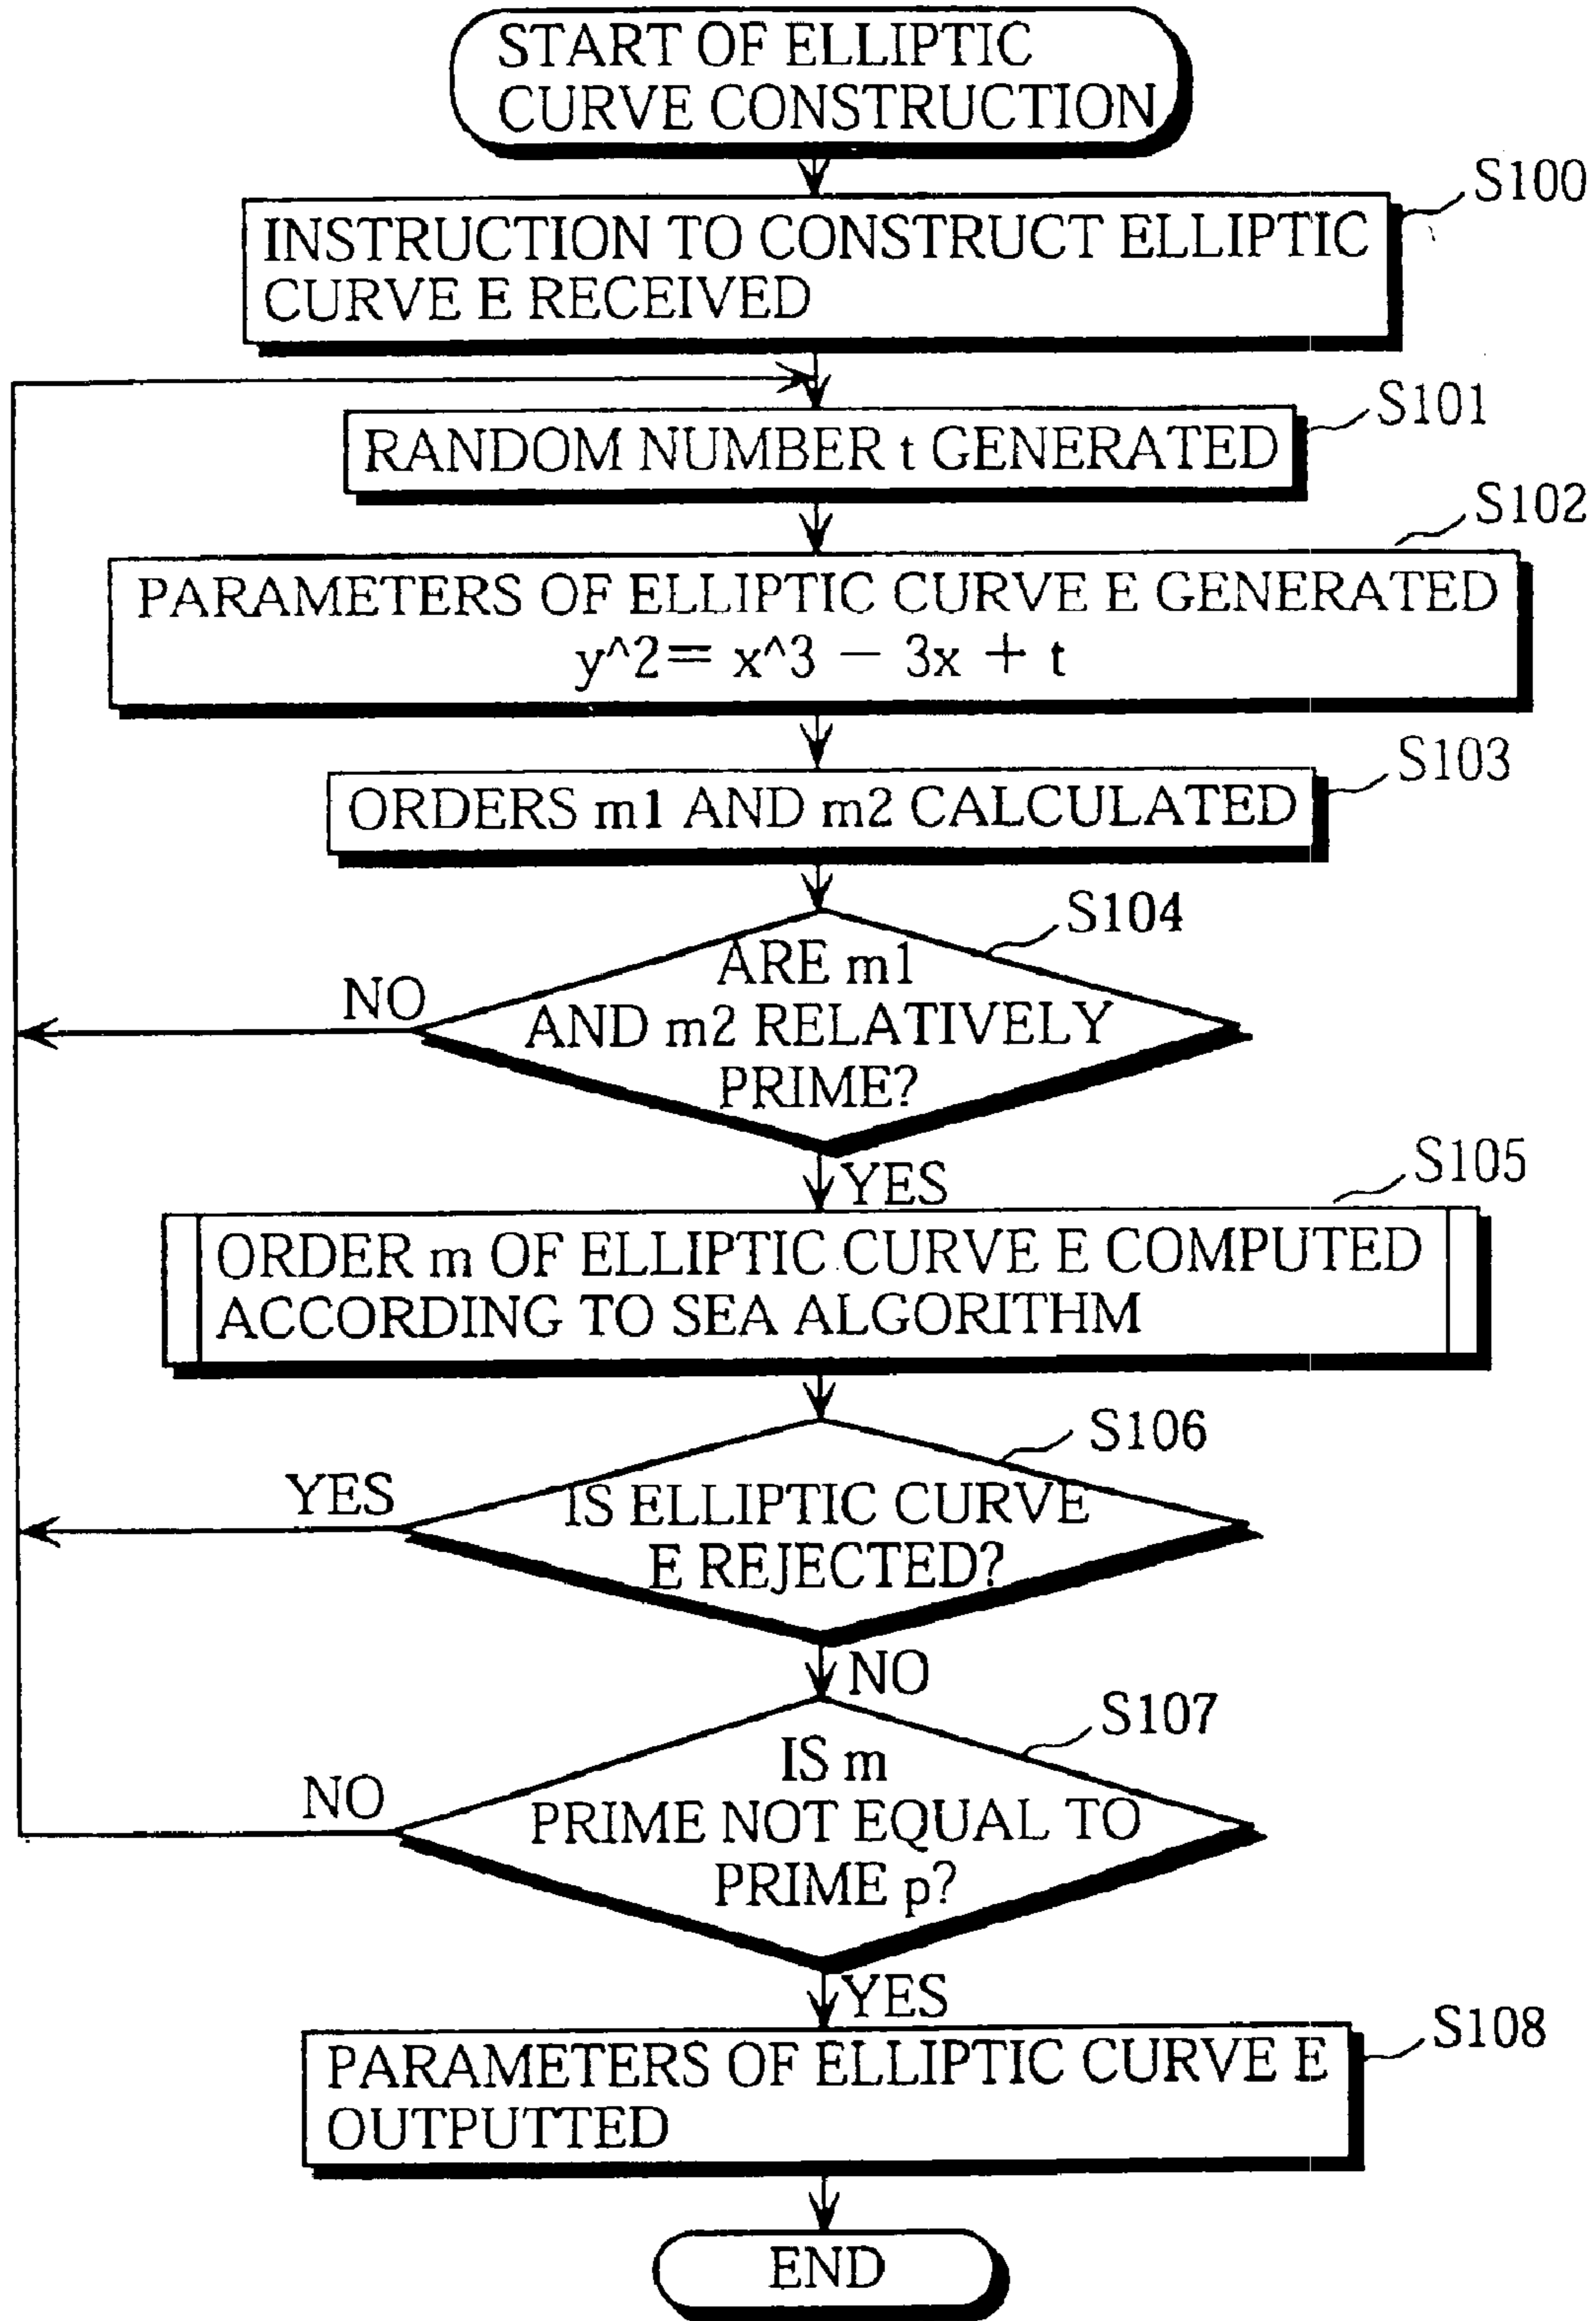 START OF ELLIPTIC
CURVE CONSTRUCTION
S100
INSTRUCTION TO CONSTRUCT ELLIPTIC
CURVE E RECEIVED
S101
RANDOM NUMBER t GENERATED
S102
PARAMETERS OF ELLIPTIC CURVE E GENERATED
y^2= x^3 − 3x + t
S103
ORDERS m1 AND m2 CALCULATED
S104
ARE m1
NO
AND m2 RELATIVELY
PRIME?
YES
S105
ORDER m OF ELLIPTIC CURVE E COMPUTED
ACCORDING TO SEA ALGORITHM
S106
YES
IS ELLIPTIC CURVE
E REJECTED?
NO
S107
IS m
NO
PRIME NOT EQUAL TO
PRIME p?
YES
S108
PARAMETERS OF ELLIPTIC CURVE E
OUTPUTTED
END